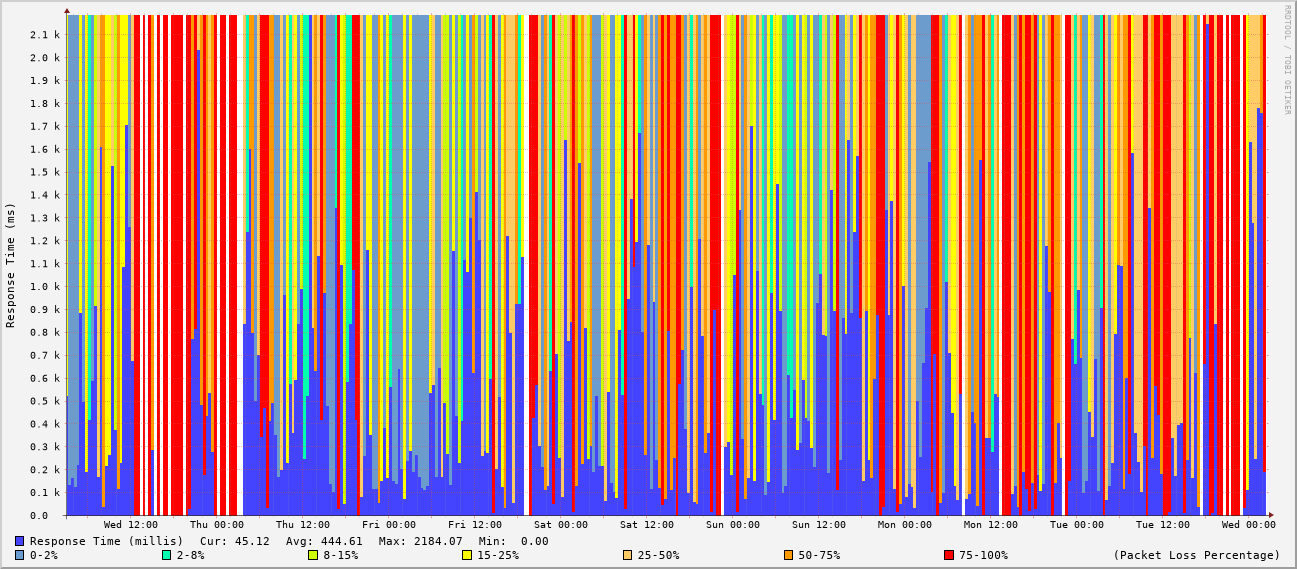 RRDTOOL / TOBI OETIKER
Response Time (ms)
2.1 k
2.0 k
1.9 k
1.8 k
1.7 k
1.6 k
1.5 k
1.4 k
1.3 k
1.2 k
1.1 k
1.0 k
0.9 k
0.8 k
0.7 k
0.6 k
0.5 k
0.4 k
0.3 k
0.2 k
0.1 k
0.0
Wed 12:00 Thu 00:00 Thu 12:00 Fri 00:00 Fri 12:00 Sat 00:00 Sat 12:00 Sun 00:00 Sun 12:00 Mon 00:00 Mon 12:00 Tue 00:00 Tue 12:00 Wed 00:00
Response Time (millis) Cur: 45.12 Avg: 444.61 Max: 2184.07 Min: 0.00
0-2% 2-8% 8-15% 15-25% 25-50% 50-75% 75-100% (Packet Loss Percentage)